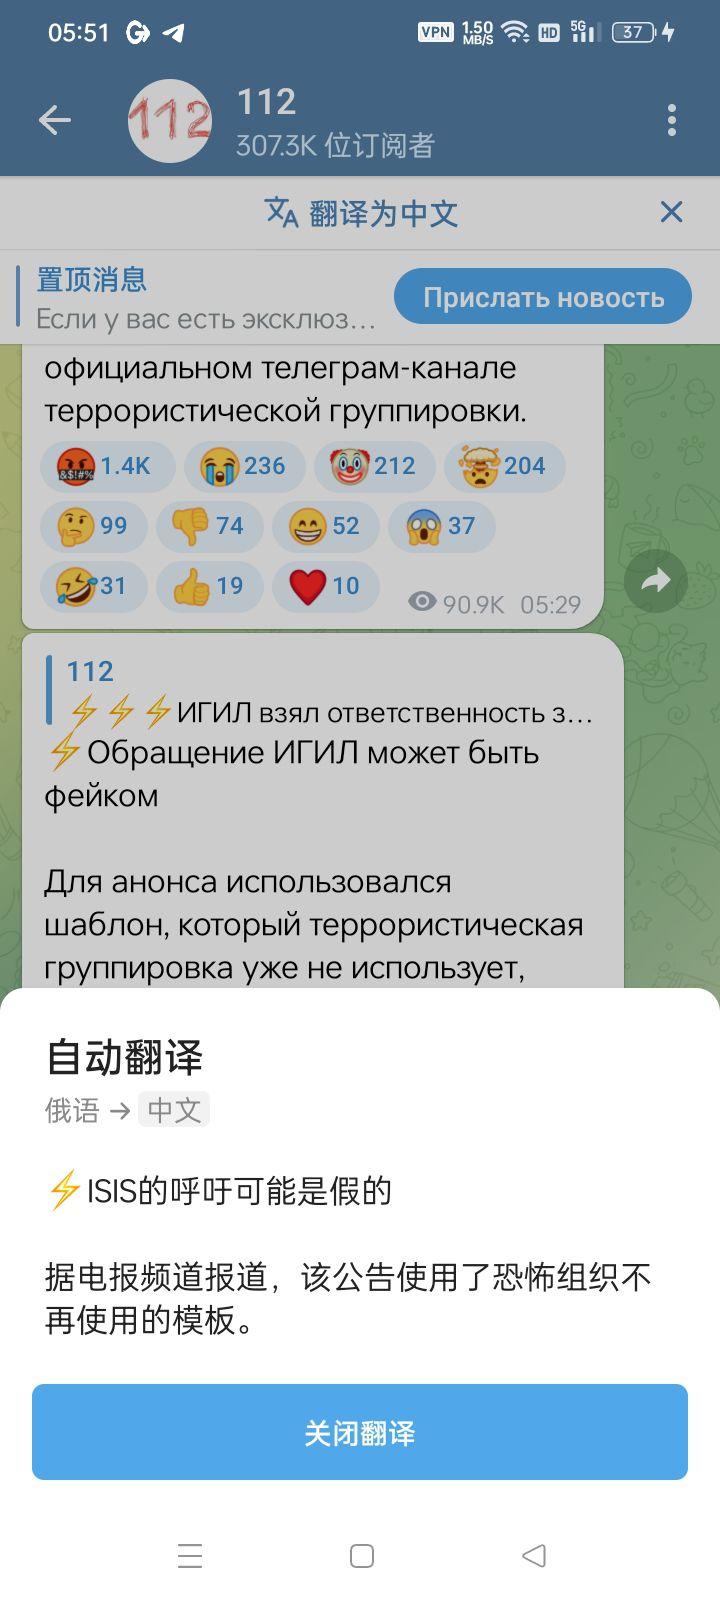 05:51
VPN 1.50 MB/S HD 5G 37
112
112
307.3K 位订阅者
翻译为中文
置顶消息
Если у вас есть эксклюз...
Прислать новость
официальном телеграм-канале
террористической группировки.
&$!#%
1.4K 236 212 204
99 74 52 37
31 19 10 90.9K 05:29
112
⚡⚡⚡ИГИЛ взял ответственность з...
⚡Обращение ИГИЛ может быть
фейком
Для анонса использовался
шаблон, который террористическая
группировка уже не использует,
自动翻译
俄语 → 中文
⚡ISIS的呼吁可能是假的
据电报频道报道，该公告使用了恐怖组织不
再使用的模板。
关闭翻译